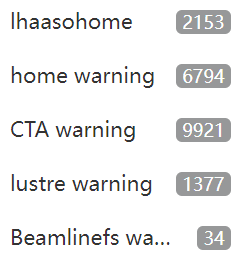 lhaasohome 2153
home warning 6794
CTA warning 9921
lustre warning 1377
Beamlinefs wa... 34